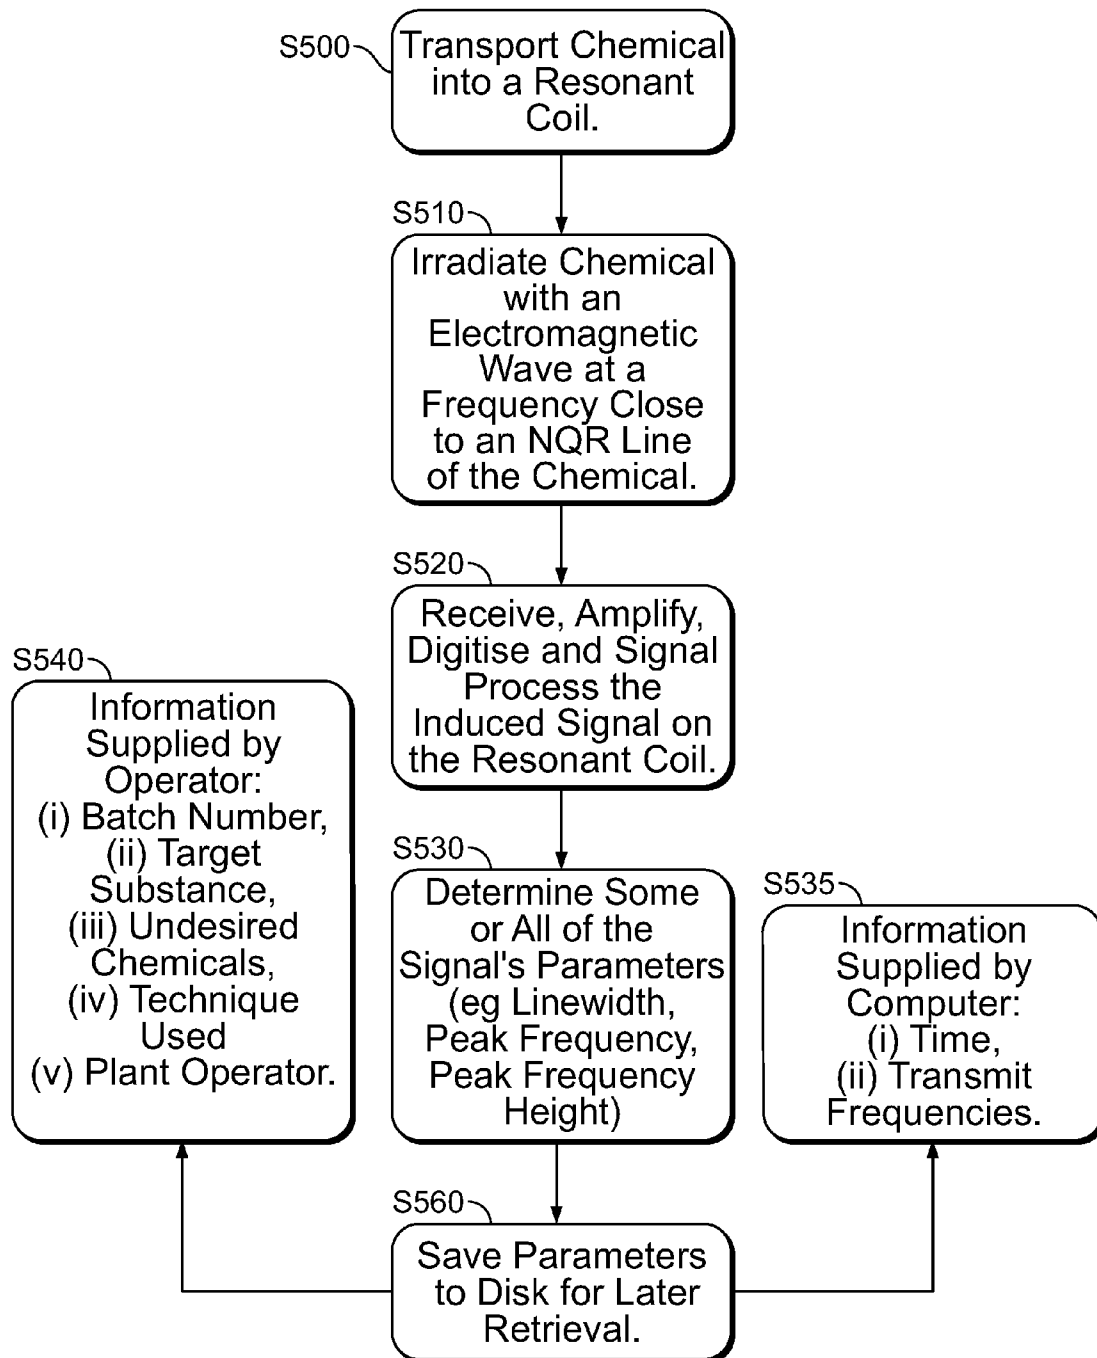 S500
Transport Chemical
into a Resonant
Coil.
S510
Irradiate Chemical
with an
Electromagnetic
Wave at a
Frequency Close
to an NQR Line
of the Chemical.
S520
Receive, Amplify,
Digitise and Signal
Process the
Induced Signal on
the Resonant Coil.
S540
Information
Supplied by
Operator:
(i) Batch Number,
(ii) Target
Substance,
(iii) Undesired
Chemicals,
(iv) Technique
Used
(v) Plant Operator.
S530
Determine Some
or All of the
Signal's Parameters
(eg Linewidth,
Peak Frequency,
Peak Frequency
Height)
S535
Information
Supplied by
Computer:
(i) Time,
(ii) Transmit
Frequencies.
S560
Save Parameters
to Disk for Later
Retrieval.